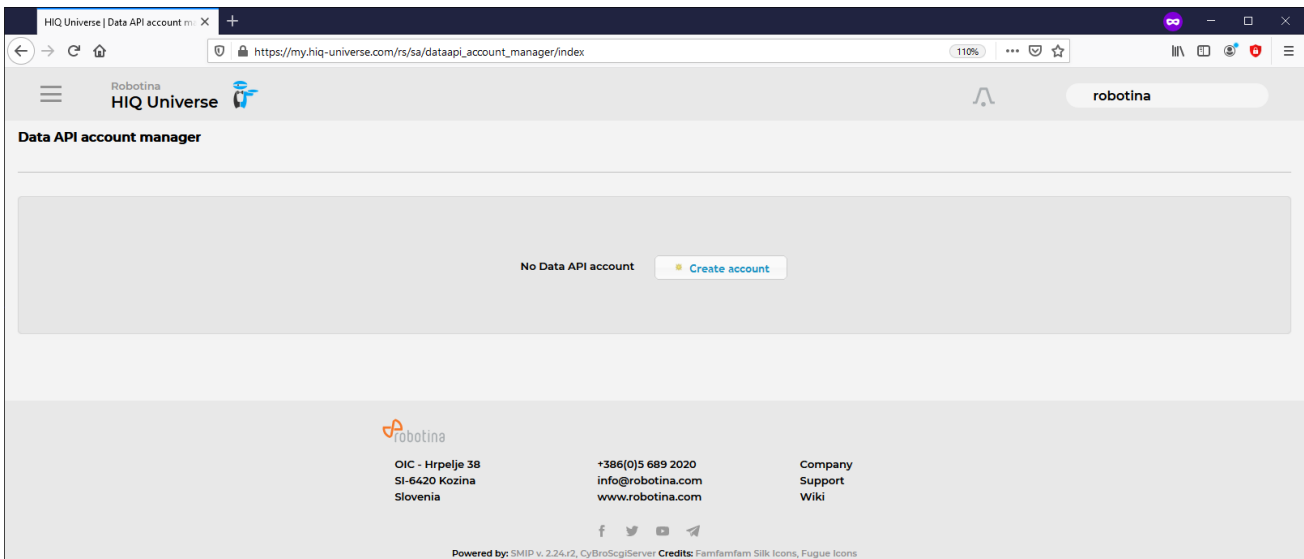 HIQ Universe | Data API account m
https://my.hiq-universe.com/rs/sa/dataapi_account_manager/index
110%
Robotina
HIQ Universe
robotina
Data API account manager
No Data API account
Create account
robotina
OIC - Hrpelje 38
SI-6420 Kozina
Slovenia
+386(0)5 689 2020
info@robotina.com
www.robotina.com
Company
Support
Wiki
Powered by: SMIP v. 2.24.r2, CyBroScgiServer Credits: Famfamfam Silk Icons, Fugue Icons